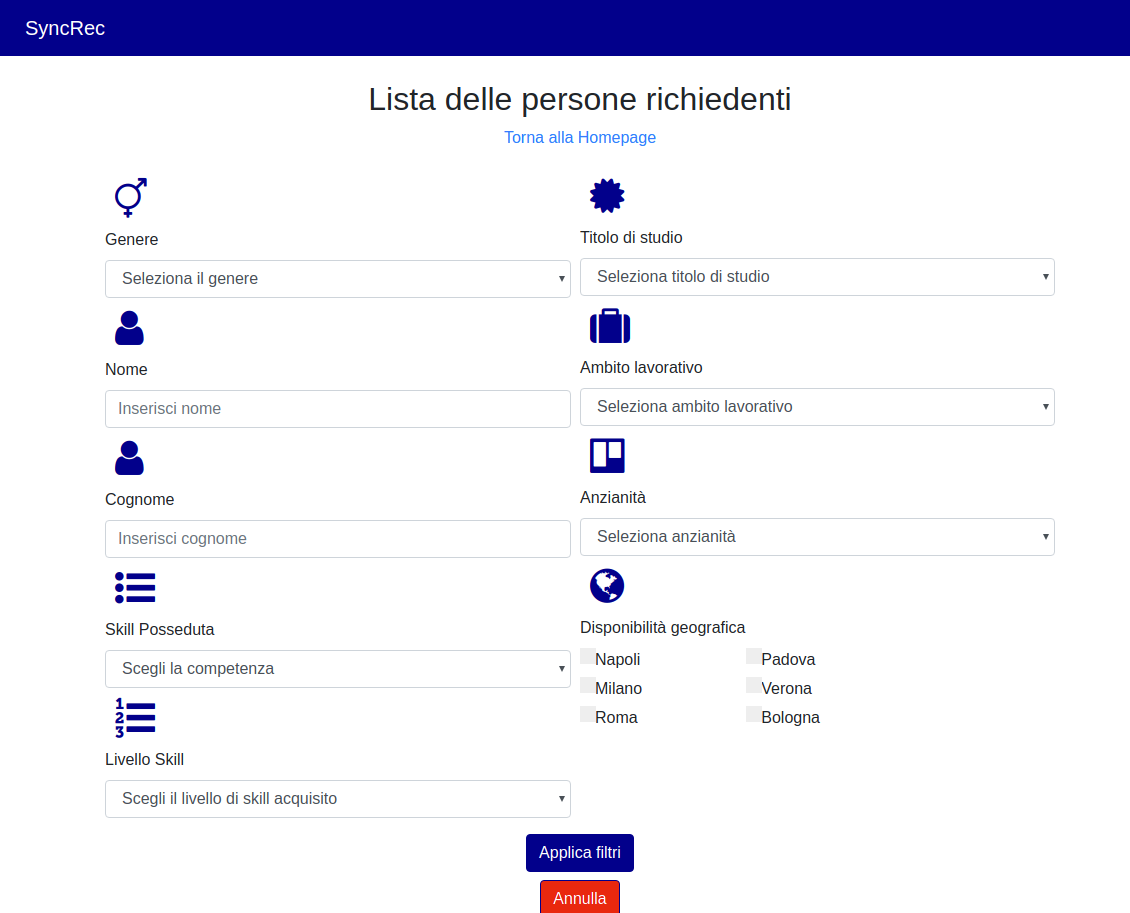 SyncRec
Lista delle persone richiedenti
Torna alla Homepage
Genere
Seleziona il genere
Nome
Inserisci nome
Cognome
Inserisci cognome
Skill Posseduta
Scegli la competenza
1
2
3
Livello Skill
Scegli il livello di skill acquisito
Titolo di studio
Seleziona titolo di studio
Ambito lavorativo
Seleziona ambito lavorativo
Anzianità
Seleziona anzianità
Disponibilità geografica
Napoli Padova
Milano Verona
Roma Bologna
Applica filtri
Annulla